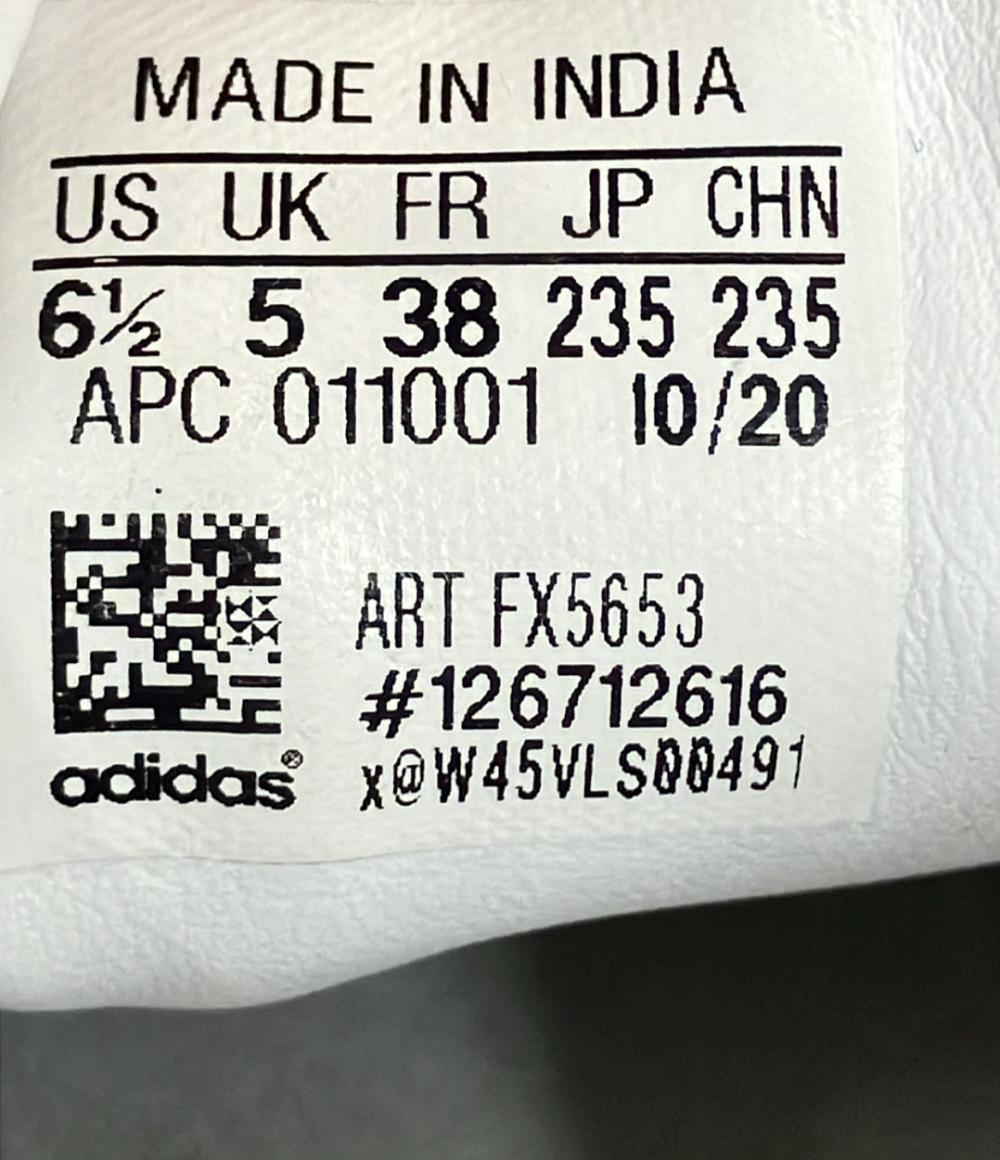 MADE IN INDIA
US UK FR JP CHN
6½ 5 38 235 235
APC 011001 10/20
ART FX5653
#126712616
x@W45VLS00491
adidas®